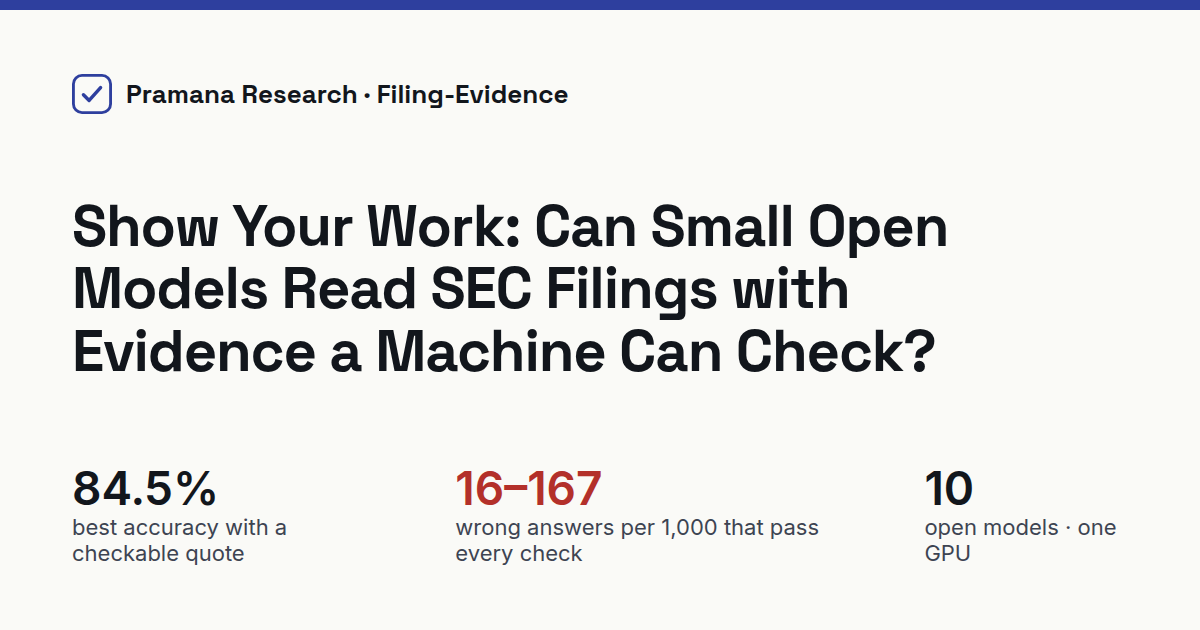 Pramana Research · Filing-Evidence
Show Your Work: Can Small Open
Models Read SEC Filings with
Evidence a Machine Can Check?
84.5%
best accuracy with a
checkable quote
16–167
wrong answers per 1,000 that pass
every check
10
open models · one
GPU